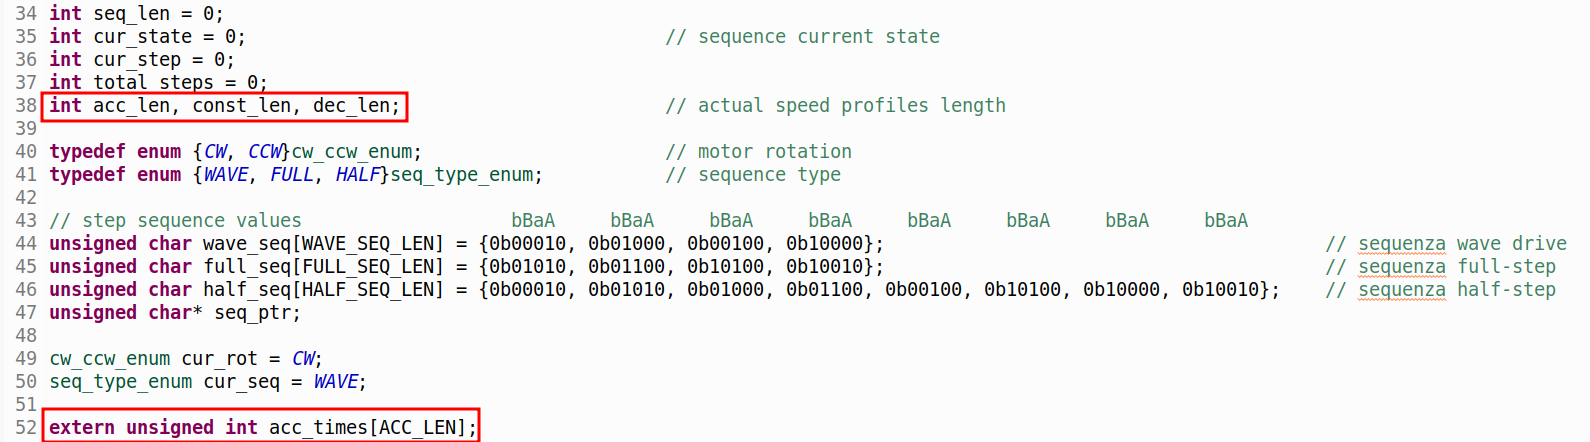 34 int seq_len = 0;
35 int cur_state = 0; // sequence current state
36 int cur_step = 0;
37 int total_steps = 0;
38 int acc_len, const_len, dec_len; // actual speed profiles length
39
40 typedef enum {CW, CCW}cw_ccw_enum; // motor rotation
41 typedef enum {WAVE, FULL, HALF}seq_type_enum; // sequence type
42
43 // step sequence values bBaA bBaA bBaA bBaA bBaA bBaA bBaA bBaA
44 unsigned char wave_seq[WAVE_SEQ_LEN] = {0b00010, 0b01000, 0b00100, 0b10000}; // sequenza wave drive
45 unsigned char full_seq[FULL_SEQ_LEN] = {0b01010, 0b01100, 0b10100, 0b10010}; // sequenza full-step
46 unsigned char half_seq[HALF_SEQ_LEN] = {0b00010, 0b01010, 0b01000, 0b01100, 0b00100, 0b10100, 0b10000, 0b10010}; // sequenza half-step
47 unsigned char* seq_ptr;
48
49 cw_ccw_enum cur_rot = CW;
50 seq_type_enum cur_seq = WAVE;
51
52 extern unsigned int acc_times[ACC_LEN];